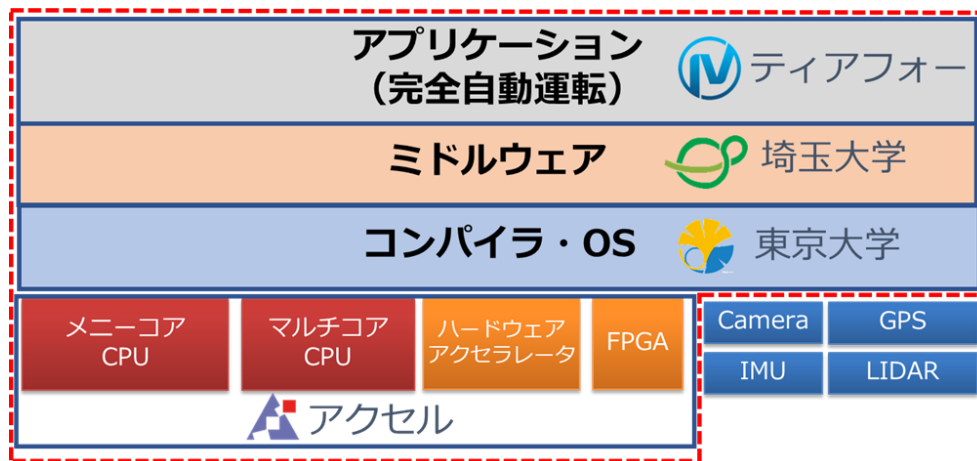 アプリケーション
（完全自動運転）
ティアフォー
ミドルウェア
埼玉大学
コンパイラ・OS
東京大学
メニーコア
CPU
マルチコア
CPU
ハードウェア
アクセラレータ
FPGA
Camera
GPS
IMU
LIDAR
アクセル